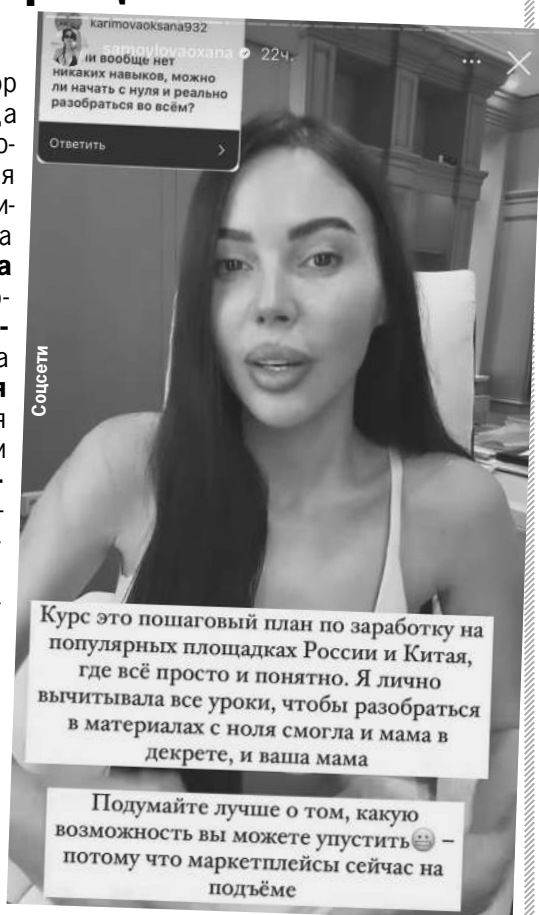 karimovaoksana932
samoylovaoxana 22ч.
ли вообще нет
никаких навыков, можно
ли начать с нуля и реально
разобраться во всём?
Ответить
Соцсети
Курс это пошаговый план по заработку на
популярных площадках России и Китая,
где всё просто и понятно. Я лично
вычитывала все уроки, чтобы разобраться
в материалах с ноля смогла и мама в
декрете, и ваша мама
Подумайте лучше о том, какую
возможность вы можете упустить😬 –
потому что маркетплейсы сейчас на
подъёме